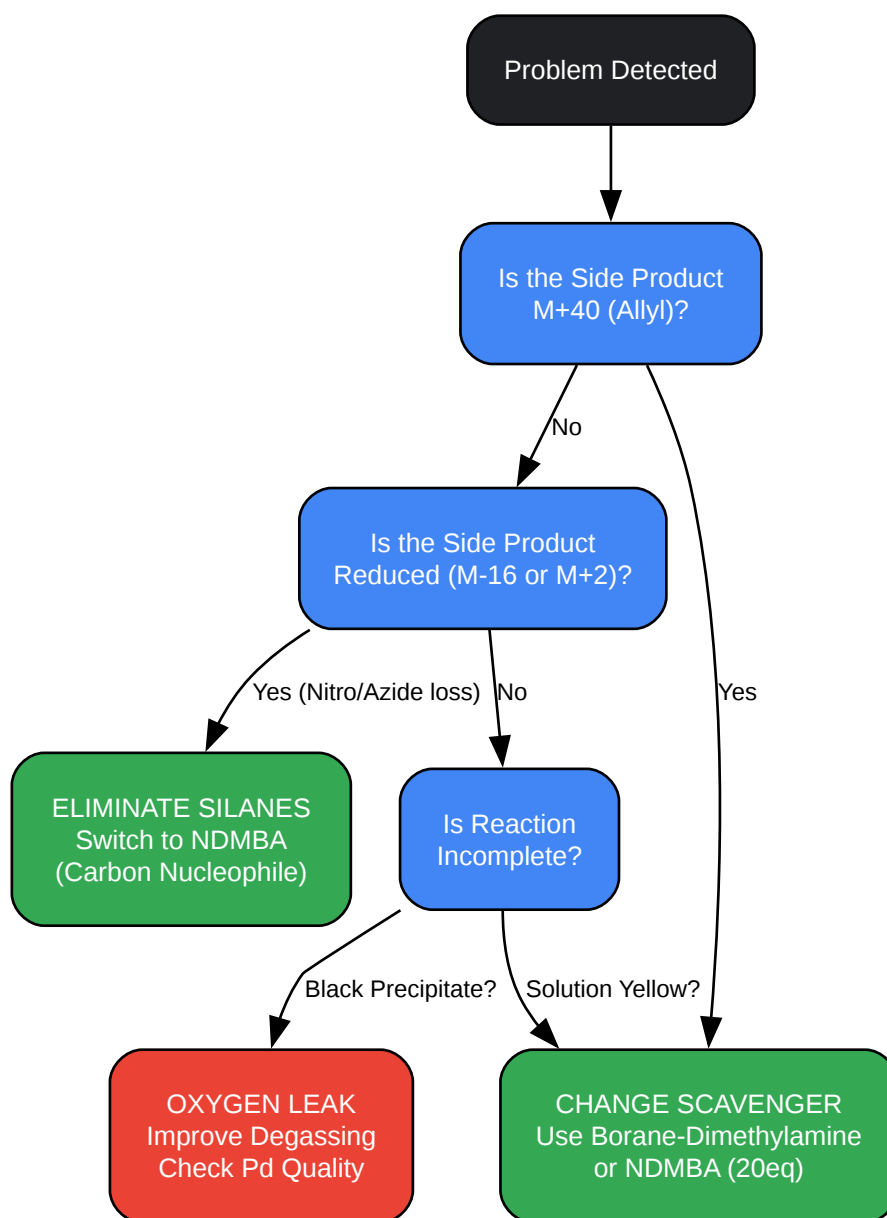 Problem Detected
Is the Side Product
M+40 (Allyl)?
No
Is the Side Product
Reduced (M-16 or M+2)?
Yes (Nitro/Azide loss)
No
Yes
ELIMINATE SILANES
Switch to NDMBA
(Carbon Nucleophile)
Is Reaction
Incomplete?
Black Precipitate?
Solution Yellow?
OXYGEN LEAK
Improve Degassing
Check Pd Quality
CHANGE SCAVENGER
Use Borane-Dimethylamine
or NDMBA (20eq)